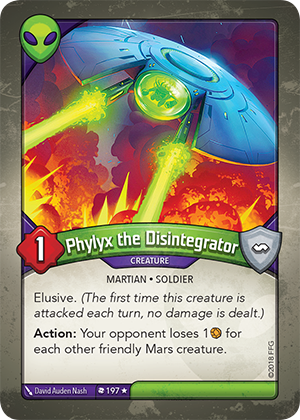 1
Phylyx the Disintegrator
CREATURE
MARTIAN • SOLDIER
Elusive. (The first time this creature is
attacked each turn, no damage is dealt.)
Action: Your opponent loses 1 for
each other friendly Mars creature.
David Auden Nash
197
©2018 FFG